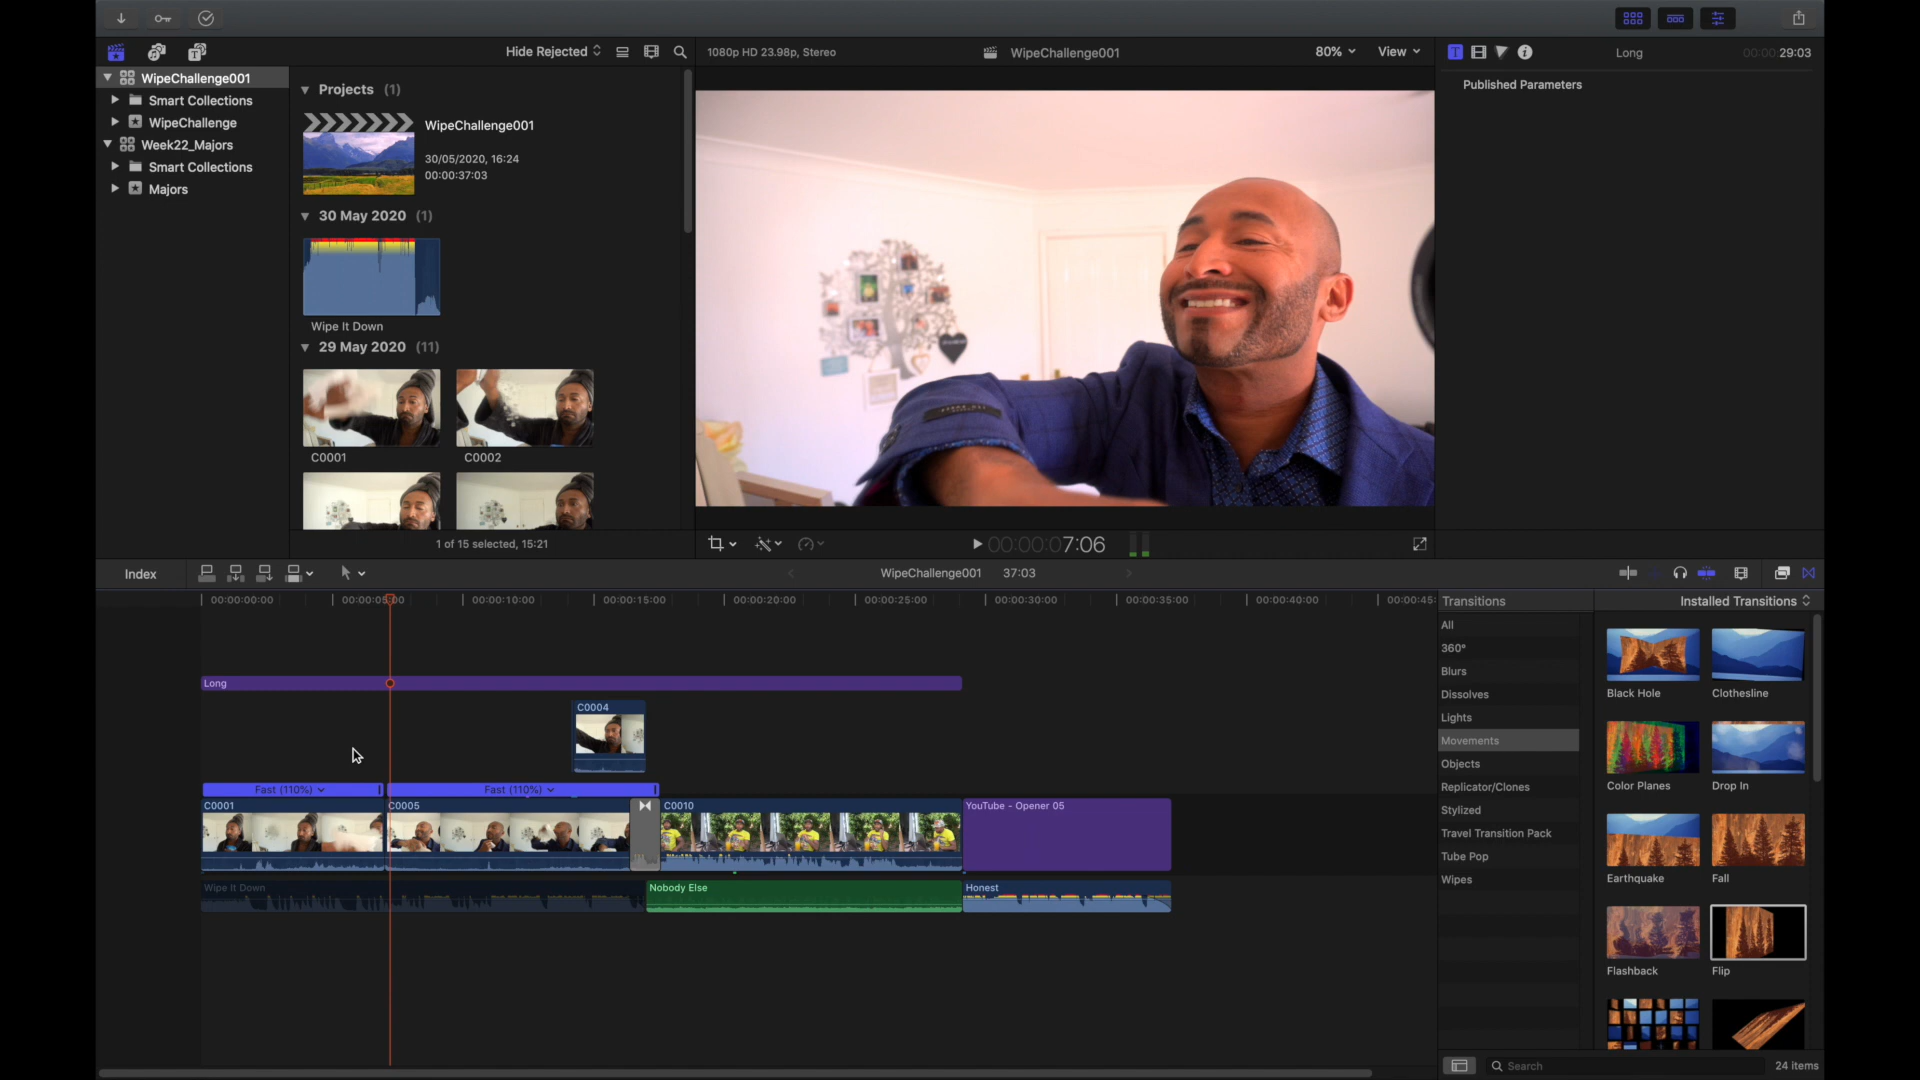 Hide Rejected
1080p HD 23.98p, Stereo
WipeChallenge001
80%
View
Long
00:00:29:03
WipeChallenge001
Smart Collections
WipeChallenge
Week22_Majors
Smart Collections
Majors
Projects (1)
WipeChallenge001
30/05/2020, 16:24
00:00:37:03
30 May 2020 (1)
Wipe It Down
29 May 2020 (11)
C0001
C0002
1 of 15 selected, 15:21
Published Parameters
00:00:07:06
Index
WipeChallenge001 37:03
00:00:00:00
00:00:05:00
00:00:10:00
00:00:15:00
00:00:20:00
00:00:25:00
00:00:30:00
00:00:35:00
00:00:40:00
00:00:45:
Long
C0004
Fast (110%)
Fast (110%)
C0001
C0005
C0010
YouTube - Opener 05
Wipe It Down
Nobody Else
Honest
Transitions
Installed Transitions
All
360°
Blurs
Dissolves
Lights
Movements
Objects
Replicator/Clones
Stylized
Travel Transition Pack
Tube Pop
Wipes
Black Hole
Clothesline
Color Planes
Drop In
Earthquake
Fall
Flashback
Flip
Search
24 items